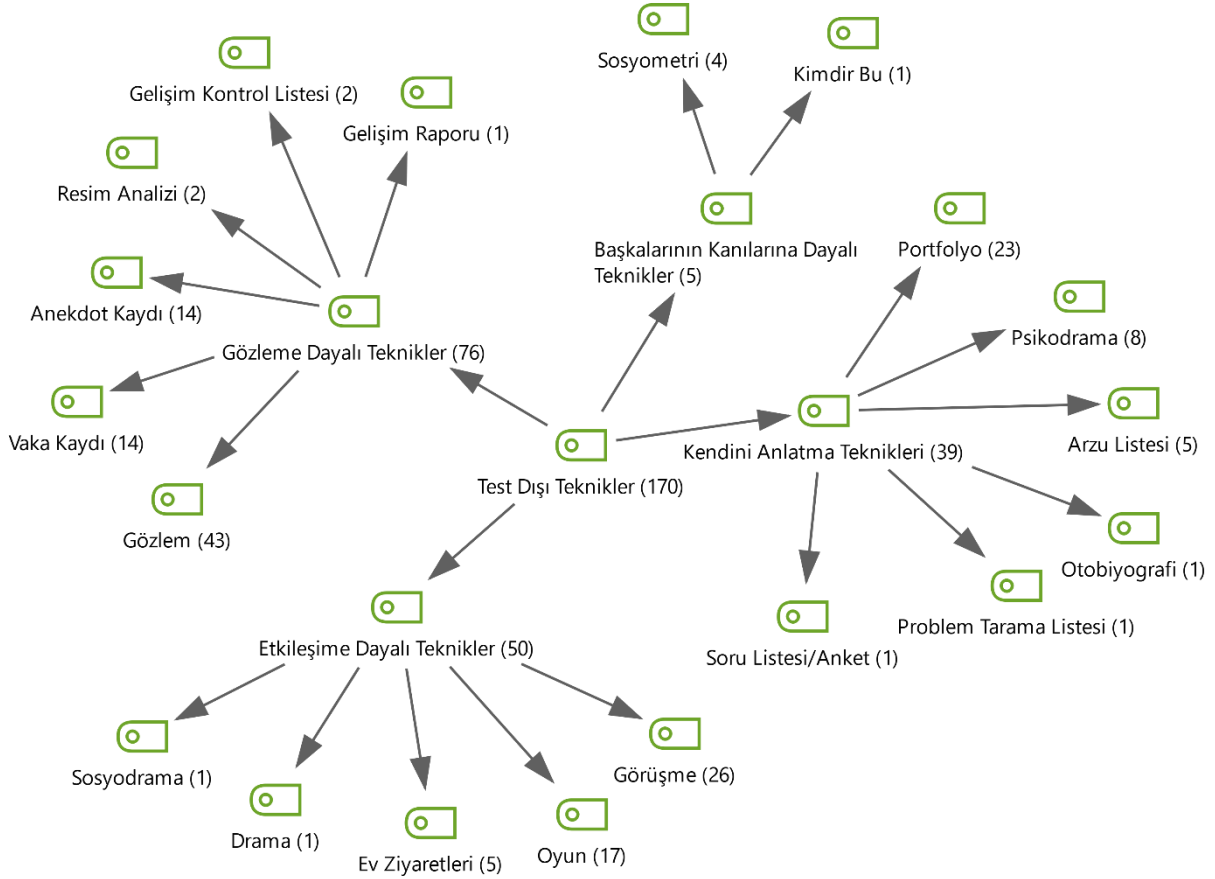 Sosyometri (4)
Kimdir Bu (1)
Gelişim Kontrol Listesi (2)
Gelişim Raporu (1)
Resim Analizi (2)
Başkalarının Kanılarına Dayalı
Teknikler (5)
Portfolyo (23)
Anekdot Kaydı (14)
Psikodrama (8)
Gözleme Dayalı Teknikler (76)
Vaka Kaydı (14)
Kendini Anlatma Teknikleri (39)
Arzu Listesi (5)
Test Dışı Teknikler (170)
Gözlem (43)
Otobiyografi (1)
Problem Tarama Listesi (1)
Etkileşime Dayalı Teknikler (50)
Soru Listesi/Anket (1)
Sosyodrama (1)
Görüşme (26)
Drama (1)
Ev Ziyaretleri (5)
Oyun (17)